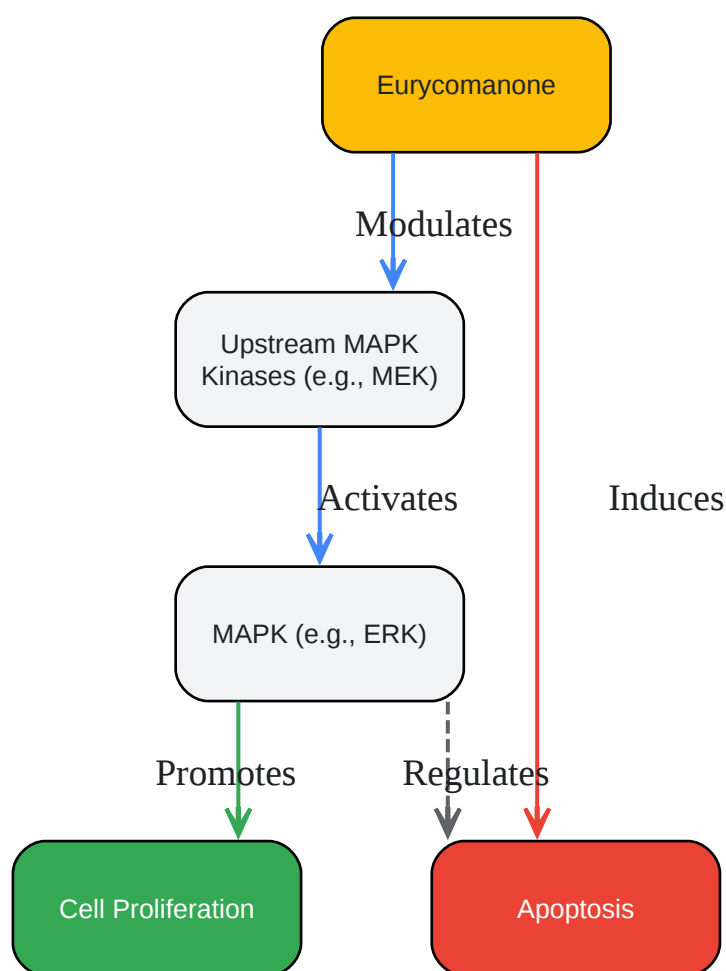 Eurycomanone
Modulates
Upstream MAPK
Kinases (e.g., MEK)
Activates
Induces
MAPK (e.g., ERK)
Promotes
Regulates
Cell Proliferation
Apoptosis